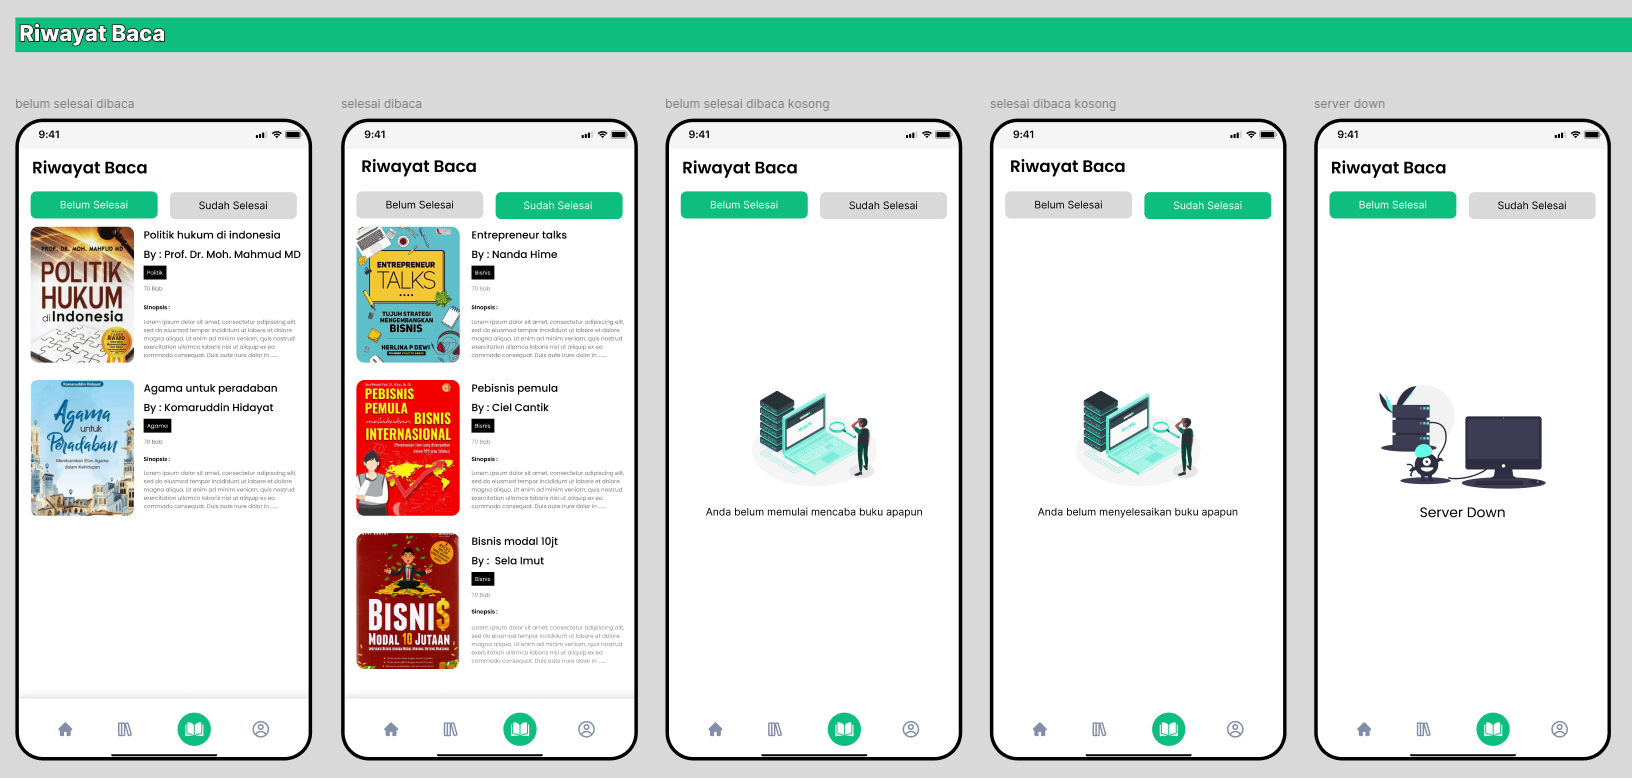 Riwayat Baca
belum selesai dibaca
9:41
Riwayat Baca
Belum Selesai
Sudah Selesai
PROF. DR. MOH. MAHFUD MD
POLITIK
HUKUM
di Indonesia
AWARD
Politik hukum di indonesia
By : Prof. Dr. Moh. Mahmud MD
Politik
70 Bab
Sinopsis :
Lorem ipsum dolor sit amet, consectetur adipiscing elit,
sed do eiusmod tempor incididunt ut labore et dolore
magna aliqua. Ut enim ad minim veniam, quis nostrud
exercitation ullamco laboris nisi ut aliquip ex ea
commodo consequat. Duis aute irure dolor in ......
Komaruddin Hidayat
Agama
untuk
Peradaban
Membumikan Etos Agama
dalam Kehidupan
Agama untuk peradaban
By : Komaruddin Hidayat
Agama
70 Bab
Sinopsis :
Lorem ipsum dolor sit amet, consectetur adipiscing elit,
sed do eiusmod tempor incididunt ut labore et dolore
magna aliqua. Ut enim ad minim veniam, quis nostrud
exercitation ullamco laboris nisi ut aliquip ex ea
commodo consequat. Duis aute irure dolor in ......
selesai dibaca
9:41
Riwayat Baca
Belum Selesai
Sudah Selesai
ENTREPRENEUR
TALKS
TUJUH STRATEGI
MENGEMBANGKAN
BISNIS
HERLINA P DEWI
Entrepreneur talks
By : Nanda Hime
Bisnis
70 Bab
Sinopsis :
Lorem ipsum dolor sit amet, consectetur adipiscing elit,
sed do eiusmod tempor incididunt ut labore et dolore
magna aliqua. Ut enim ad minim veniam, quis nostrud
exercitation ullamco laboris nisi ut aliquip ex ea
commodo consequat. Duis aute irure dolor in ......
PEBISNIS
PEMULA
melakukan BISNIS
INTERNASIONAL
Pebisnis pemula
By : Ciel Cantik
Bisnis
70 Bab
Sinopsis :
Lorem ipsum dolor sit amet, consectetur adipiscing elit,
sed do eiusmod tempor incididunt ut labore et dolore
magna aliqua. Ut enim ad minim veniam, quis nostrud
exercitation ullamco laboris nisi ut aliquip ex ea
commodo consequat. Duis aute irure dolor in ......
BISNI$
MODAL 10 JUTAAN
Bisnis modal 10jt
By : Sela Imut
Bisnis
70 Bab
Sinopsis :
Lorem ipsum dolor sit amet, consectetur adipiscing elit,
sed do eiusmod tempor incididunt ut labore et dolore
magna aliqua. Ut enim ad minim veniam, quis nostrud
exercitation ullamco laboris nisi ut aliquip ex ea
commodo consequat. Duis aute irure dolor in ......
belum selesai dibaca kosong
9:41
Riwayat Baca
Belum Selesai
Sudah Selesai
Anda belum memulai mencaba buku apapun
selesai dibaca kosong
9:41
Riwayat Baca
Belum Selesai
Sudah Selesai
Anda belum menyelesaikan buku apapun
server down
9:41
Riwayat Baca
Belum Selesai
Sudah Selesai
Server Down